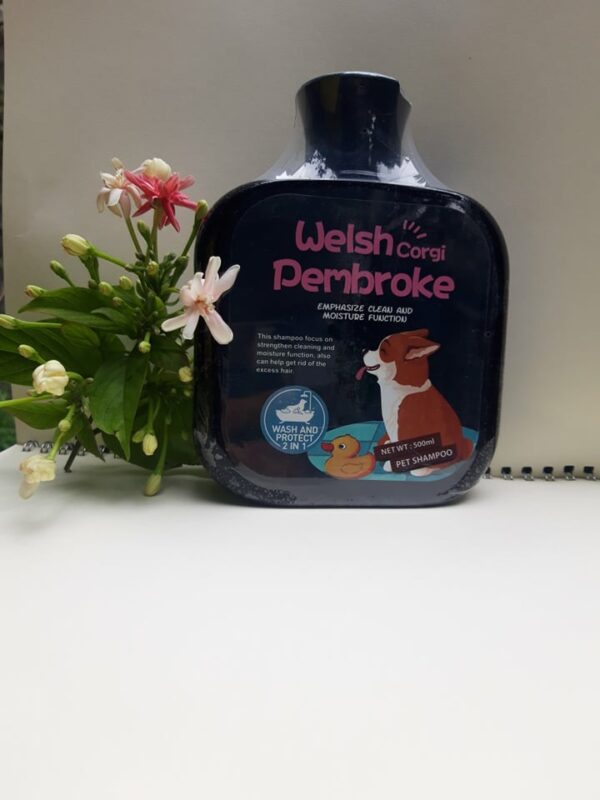 Welsh Corgi
Pembroke
EMPHASIZE CLEAN AND
MOISTUDE FUNCTION
This shampoo focus on
strengthen cleaning and
moisture function, also
can help get rid of the
excess hair.
WASH AND
PROTECT
2 IN 1
NET WT : 500ml
PET SHAMPOO